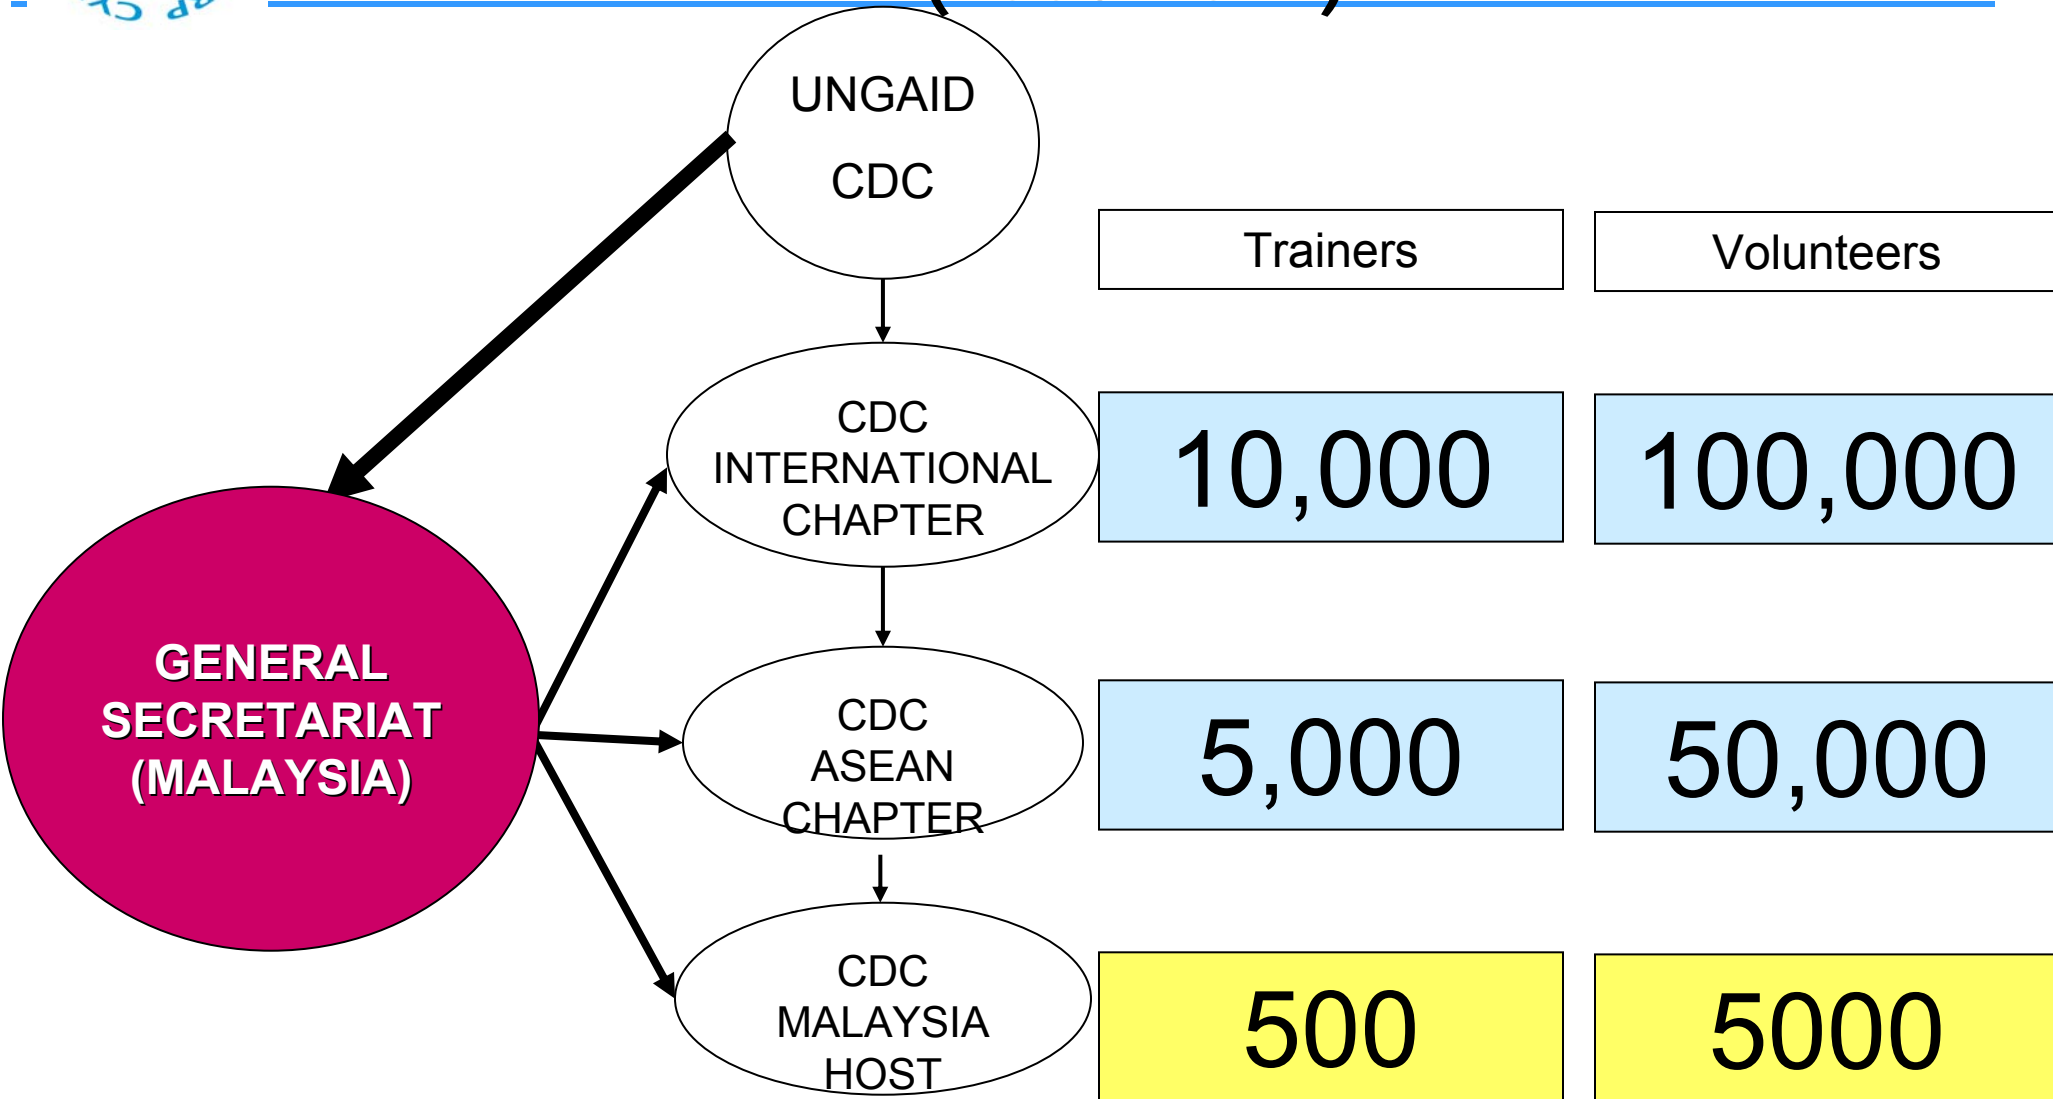 UNGAID
CDC
Trainers
Volunteers
CDC
INTERNATIONAL
CHAPTER
10,000
100,000
GENERAL
SECRETARIAT
(MALAYSIA)
CDC
ASEAN
CHAPTER
5,000
50,000
CDC
MALAYSIA
HOST
500
5000